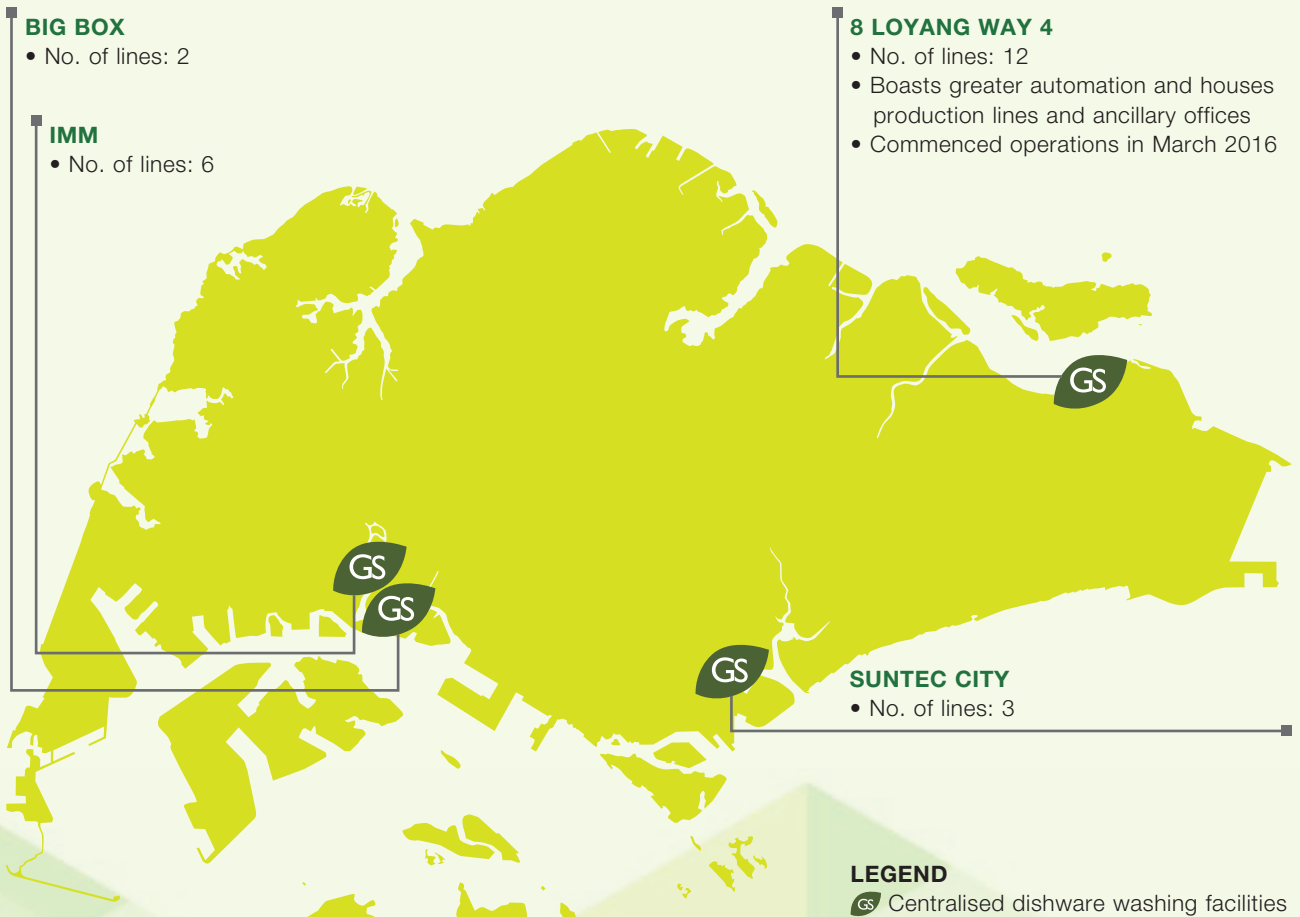 BIG BOX
• No. of lines: 2
IMM
• No. of lines: 6
8 LOYANG WAY 4
• No. of lines: 12
• Boasts greater automation and houses
production lines and ancillary offices
• Commenced operations in March 2016
GS
GS
GS
GS
SUNTEC CITY
• No. of lines: 3
LEGEND
GS Centralised dishware washing facilities